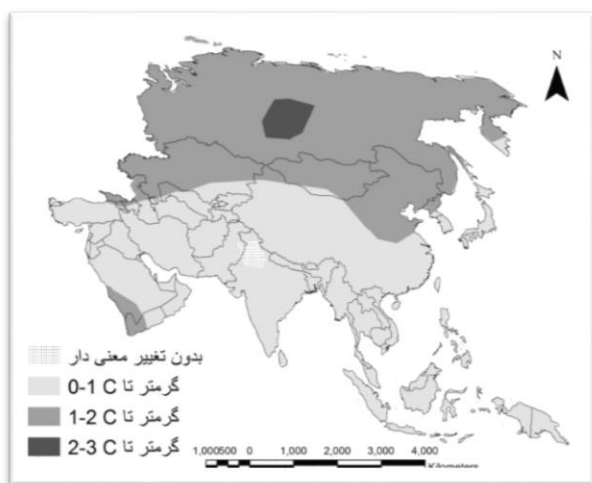 N
بدون تغییر معنی دار
گرمتر تا 0-1 C
گرمتر تا 1-2 C
گرمتر تا 2-3 C
1,000500 0 1,000 2,000 3,000 4,000
Kilometers